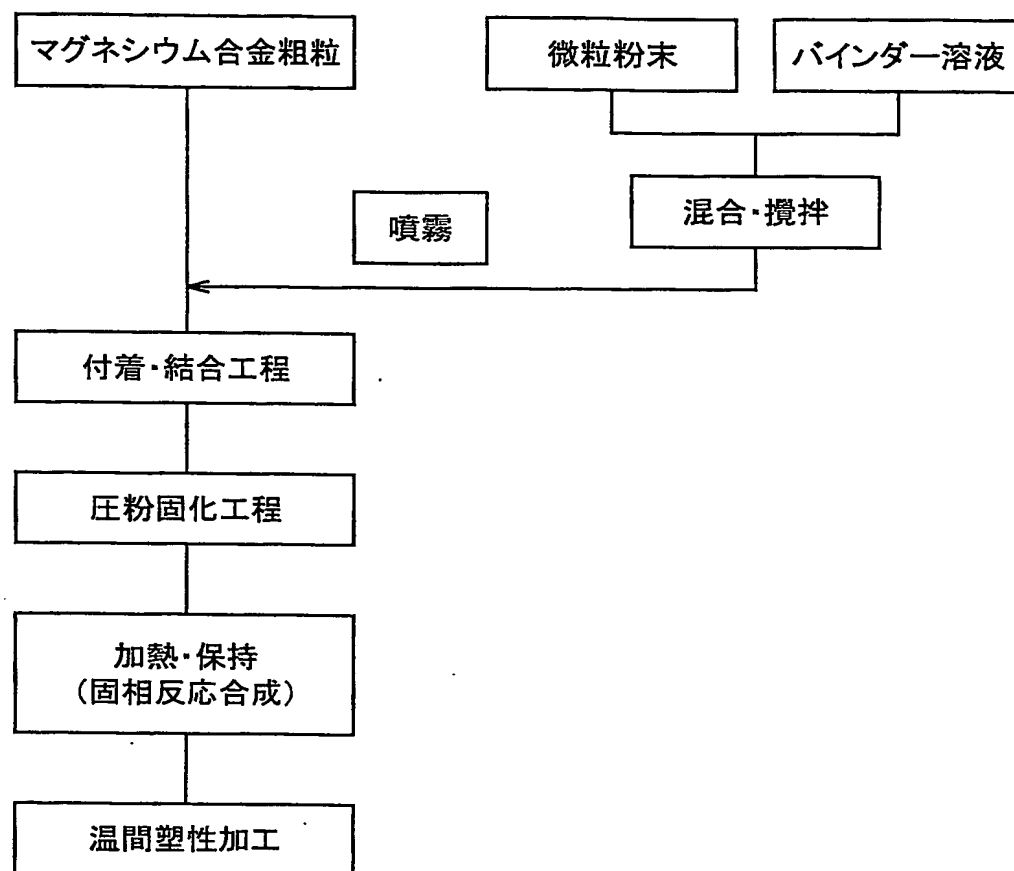 マグネシウム合金粗粒
微粒粉末
バインダー溶液
混合・攪拌
噴霧
付着・結合工程
圧粉固化工程
加熱・保持
(固相反応合成)
温間塑性加工